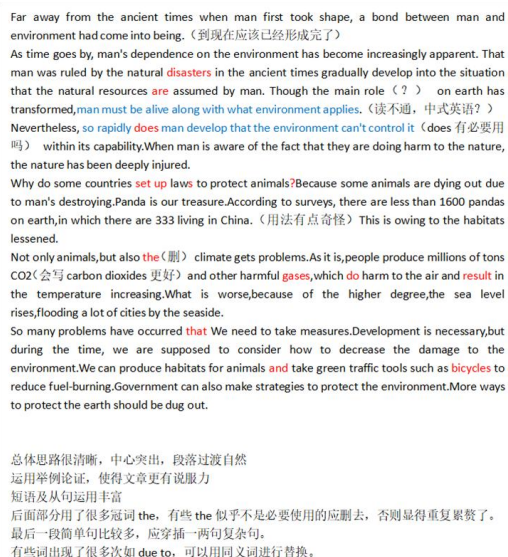 Far away from the ancient times when man first took shape, a bond between man and
environment had come into being.（到现在应该已经形成完了）
As time goes by, man's dependence on the environment has become increasingly apparent. That
man was ruled by the natural disasters in the ancient times gradually develop into the situation
that the natural resources are assumed by man. Though the main role（？） on earth has
transformed,man must be alive along with what environment applies.（读不通，中式英语？）
Nevertheless, so rapidly does man develop that the environment can't control it（does 有必要用
吗） within its capability.When man is aware of the fact that they are doing harm to the nature,
the nature has been deeply injured.
Why do some countries set up laws to protect animals?Because some animals are dying out due
to man's destroying.Panda is our treasure.According to surveys, there are less than 1600 pandas
on earth,in which there are 333 living in China.（用法有点奇怪）This is owing to the habitats
lessened.
Not only animals,but also the（删） climate gets problems.As it is,people produce millions of tons
CO2（会写 carbon dioxides 更好）and other harmful gases,which do harm to the air and result in
the temperature increasing.What is worse,because of the higher degree,the sea level
rises,flooding a lot of cities by the seaside.
So many problems have occurred that We need to take measures.Development is necessary,but
during the time, we are supposed to consider how to decrease the damage to the
environment.We can produce habitats for animals and take green traffic tools such as bicycles to
reduce fuel-burning.Government can also make strategies to protect the environment.More ways
to protect the earth should be dug out.
总体思路很清晰，中心突出，段落过渡自然
运用举例论证，使得文章更有说服力
短语及从句运用丰富
后面部分用了很多冠词 the，有些 the 似乎不是必要使用的应删去，否则显得重复累赘了。
最后一段简单句比较多，应穿插一两句复杂句。
有些词出现了很多次如 due to，可以用同义词进行替换。